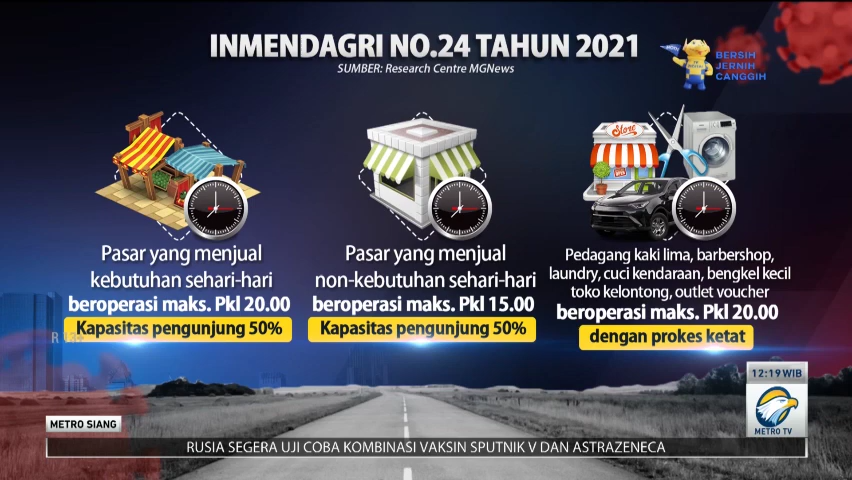 INMENDAGRI NO.24 TAHUN 2021
SUMBER: Research Centre MGNews
BERSIH
JERNIH
CANGGIH
Store
Pasar yang menjual
kebutuhan sehari-hari
beroperasi maks. Pkl 20.00
Kapasitas pengunjung 50%
Pasar yang menjual
non-kebutuhan sehari-hari
beroperasi maks. Pkl 15.00
Kapasitas pengunjung 50%
Pedagang kaki lima, barbershop,
laundry, cuci kendaraan, bengkel kecil
toko kelontong, outlet voucher
beroperasi maks. Pkl 20.00
dengan prokes ketat
R 13+
12:19 WIB
METRO TV
METRO SIANG
RUSIA SEGERA UJI COBA KOMBINASI VAKSIN SPUTNIK V DAN ASTRAZENECA